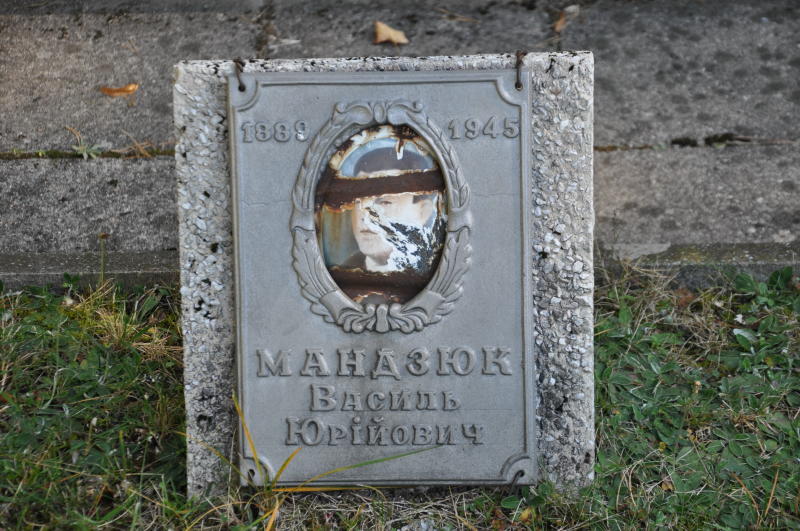 1889 1945
МАНДЗЮК
Василь
Юрійович